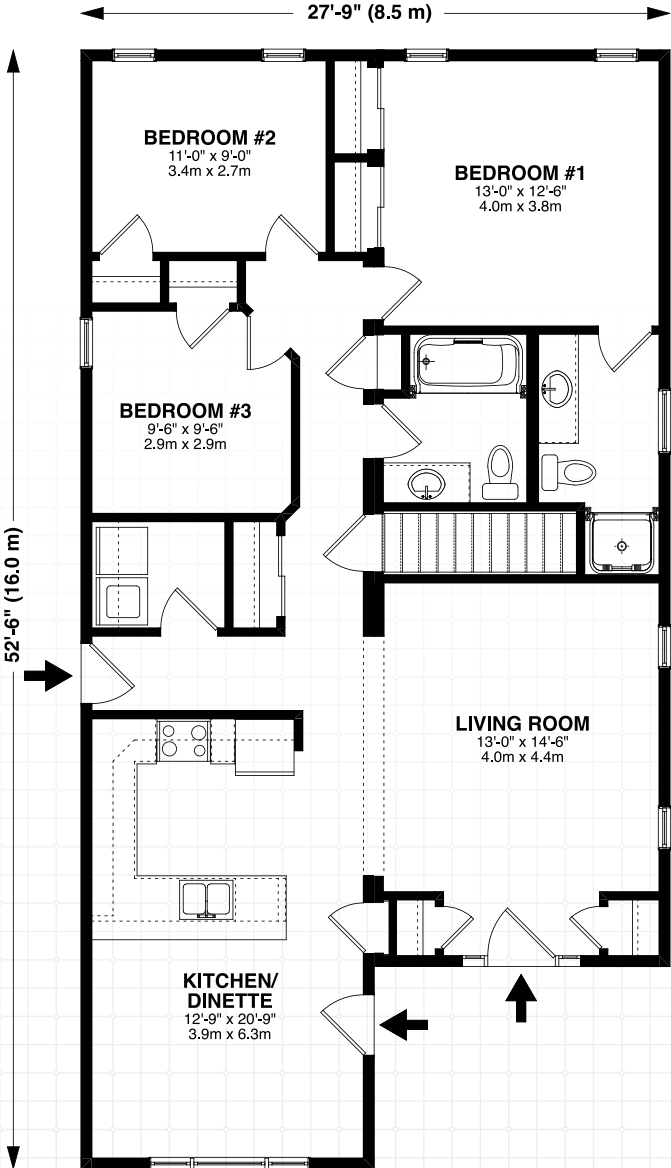 27'-9" (8.5 m)
BEDROOM #2
11'-0" x 9'-0"
3.4m x 2.7m
BEDROOM #1
13'-0" x 12'-6"
4.0m x 3.8m
BEDROOM #3
9'-6" x 9'-6"
2.9m x 2.9m
52'-6" (16.0 m)
LIVING ROOM
13'-0" x 14'-6"
4.0m x 4.4m
KITCHEN/
DINETTE
12'-9" x 20'-9"
3.9m x 6.3m